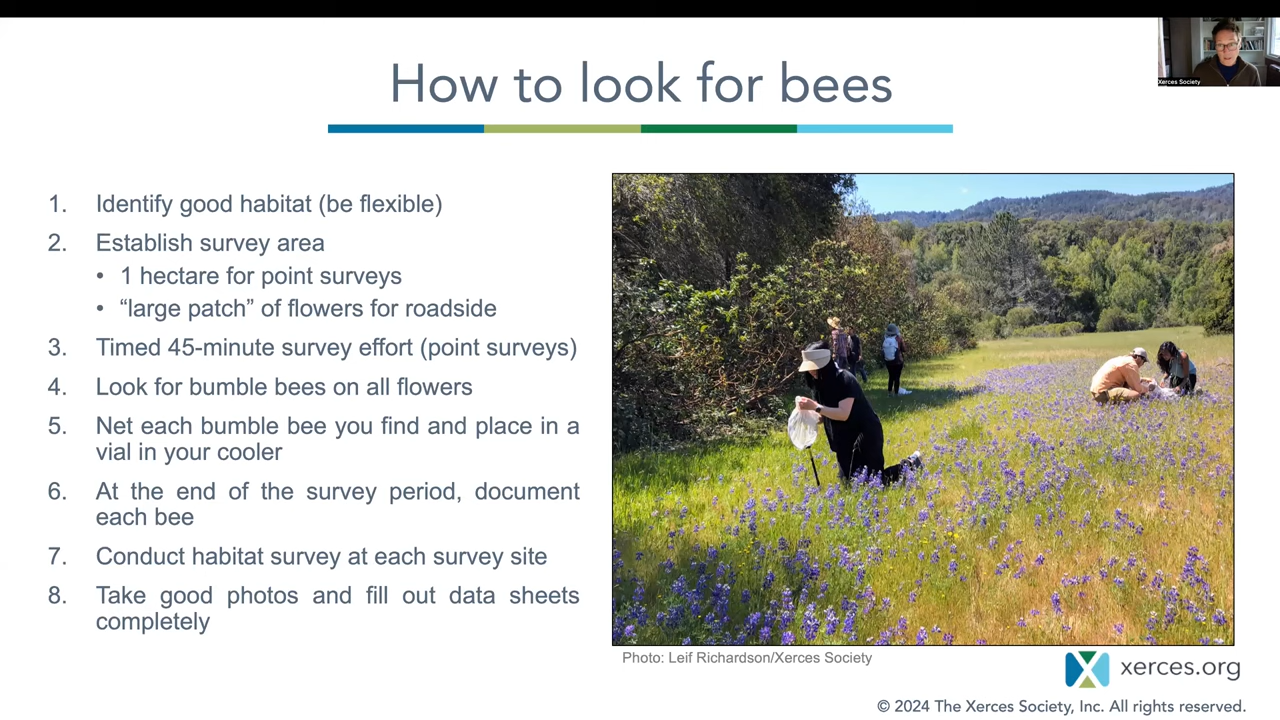 Xerces Society
How to look for bees
1. Identify good habitat (be flexible)
2. Establish survey area
• 1 hectare for point surveys
• “large patch” of flowers for roadside
3. Timed 45-minute survey effort (point surveys)
4. Look for bumble bees on all flowers
5. Net each bumble bee you find and place in a
vial in your cooler
6. At the end of the survey period, document
each bee
7. Conduct habitat survey at each survey site
8. Take good photos and fill out data sheets
completely
Photo: Leif Richardson/Xerces Society
xerces.org
© 2024 The Xerces Society, Inc. All rights reserved.